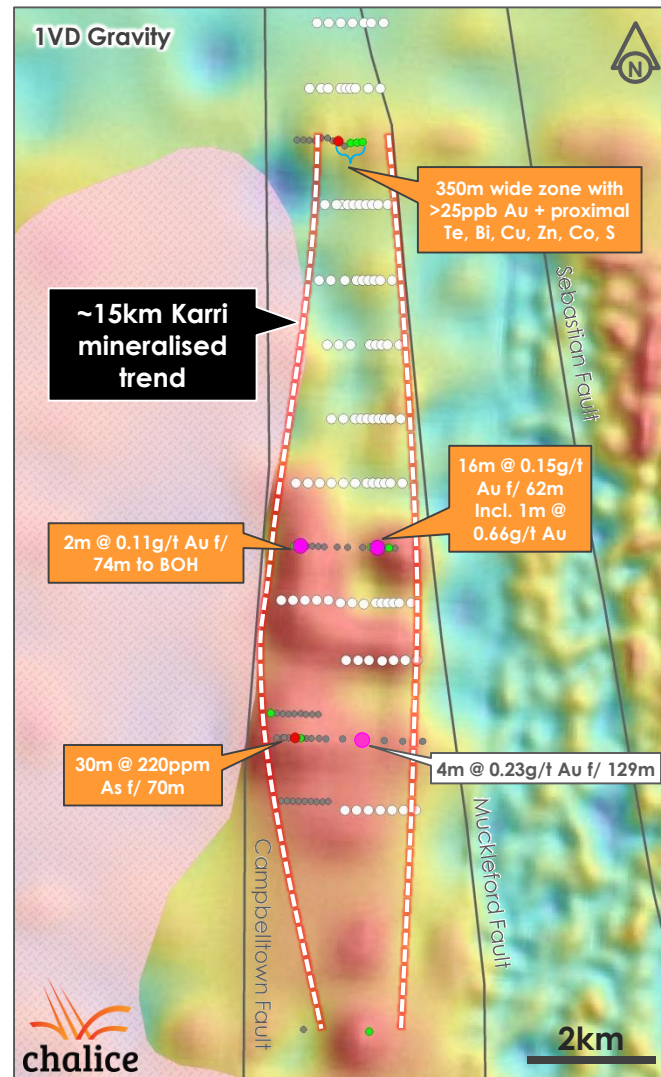 1VD Gravity
N
350m wide zone with
>25ppb Au + proximal
Te, Bi, Cu, Zn, Co, S
~15km Karri
mineralised
trend
Sebastian Fault
16m @ 0.15g/t
Au f/ 62m
Incl. 1m @
0.66g/t Au
2m @ 0.11g/t Au f/
74m to BOH
30m @ 220ppm
As f/ 70m
4m @ 0.23g/t Au f/ 129m
Campbelltown Fault
Muckleford Fault
chalice
2km